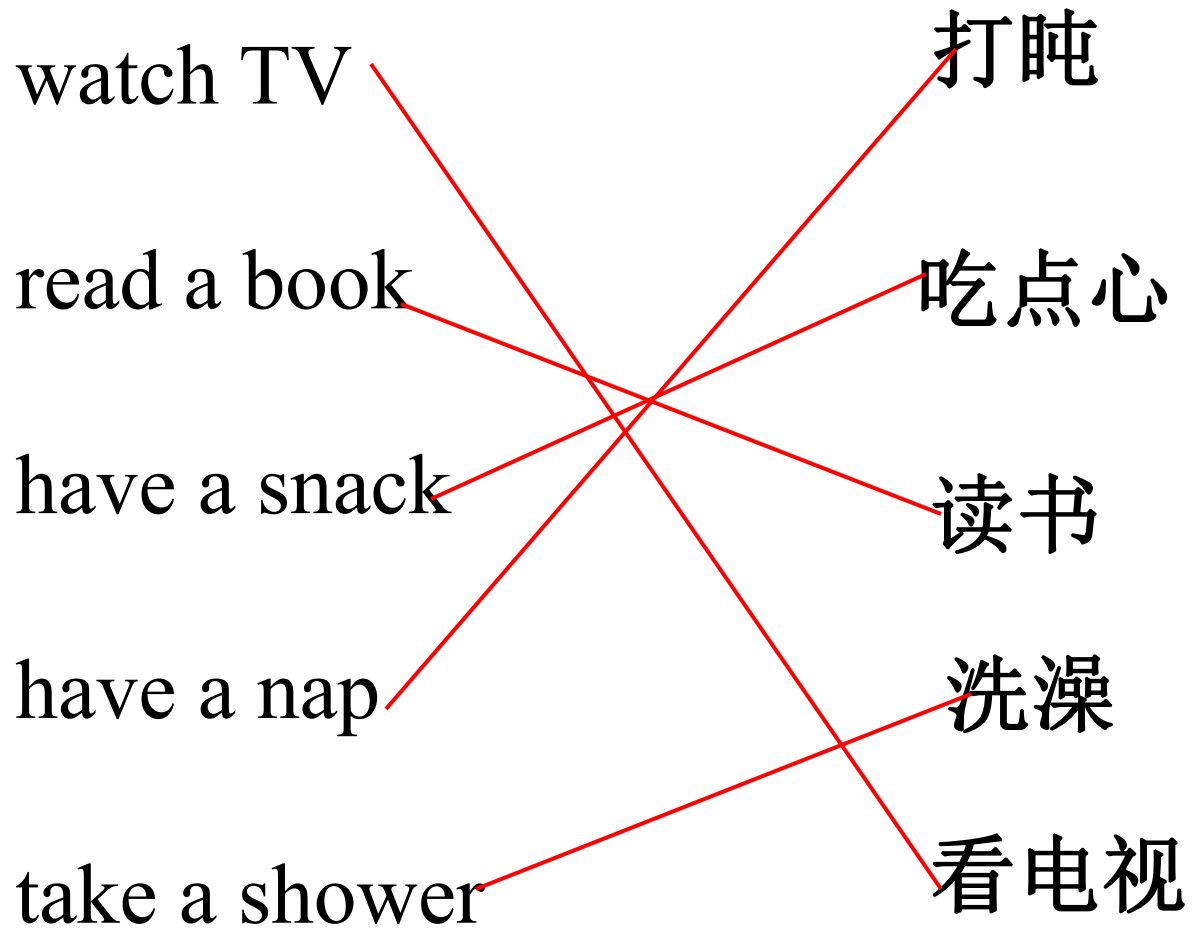 watch TV
打盹
read a book
吃点心
have a snack
读书
have a nap
洗澡
take a shower
看电视